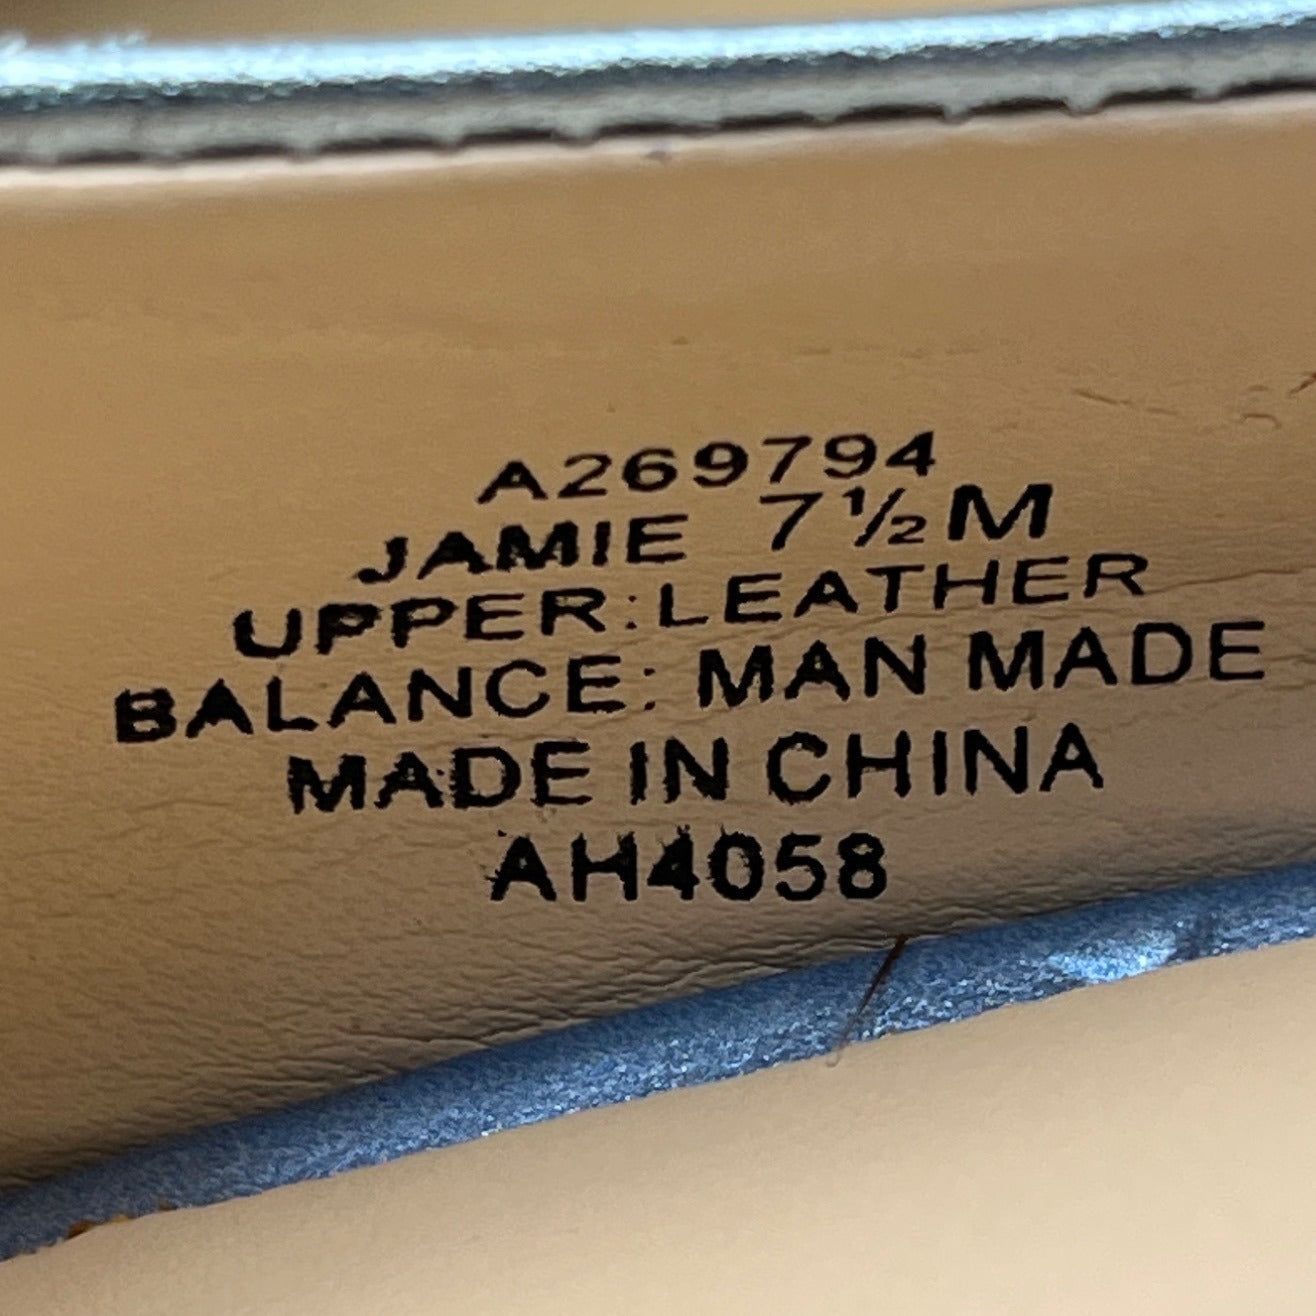 A269794
JAMIE 7½M
UPPER:LEATHER
BALANCE: MAN MADE
MADE IN CHINA
AH4058